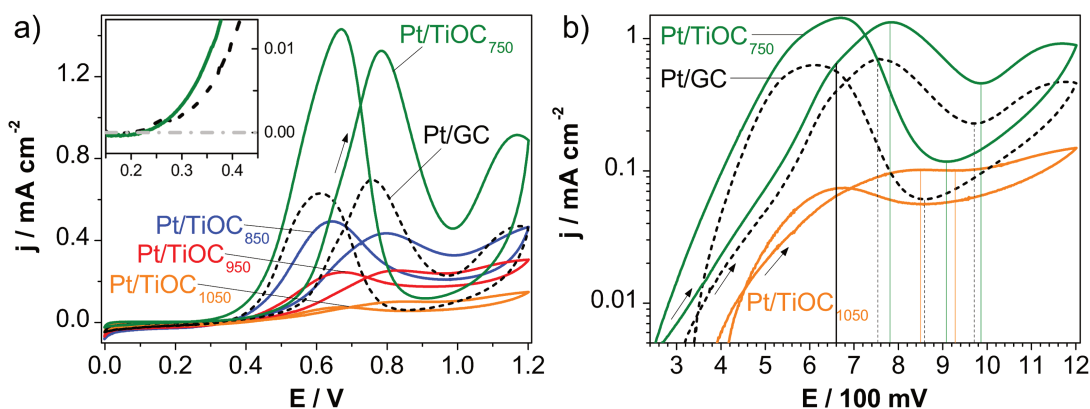 a)
j / mA cm⁻²
1.2
0.8
0.4
0.0
0.0 0.2 0.4 0.6 0.8 1.0 1.2
E / V
0.01
0.00
0.2 0.3 0.4
Pt/TiOC₇₅₀
Pt/GC
Pt/TiOC₈₅₀
Pt/TiOC₉₅₀
Pt/TiOC₁₀₅₀
b)
j / mA cm⁻²
1
0.1
0.01
3 4 5 6 7 8 9 10 11 12
E / 100 mV
Pt/TiOC₇₅₀
Pt/GC
Pt/TiOC₁₀₅₀